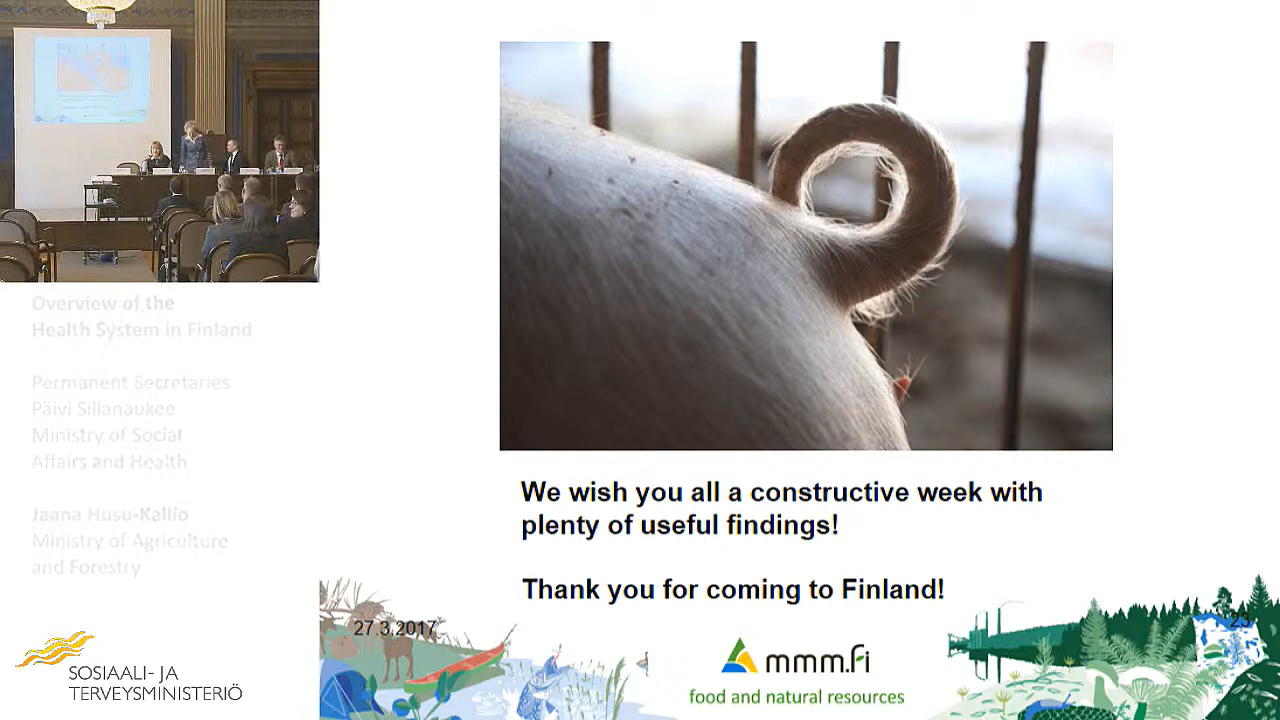 Overview of the
Health System in Finland
Permanent Secretaries
Päivi Sillanaukee
Ministry of Social
Affairs and Health
Jaana Husu-Kallio
Ministry of Agriculture
and Forestry
SOSIAALI- JA
TERVEYSMINISTERIÖ
We wish you all a constructive week with
plenty of useful findings!
Thank you for coming to Finland!
27.3.2017
23
mmm.fi
food and natural resources